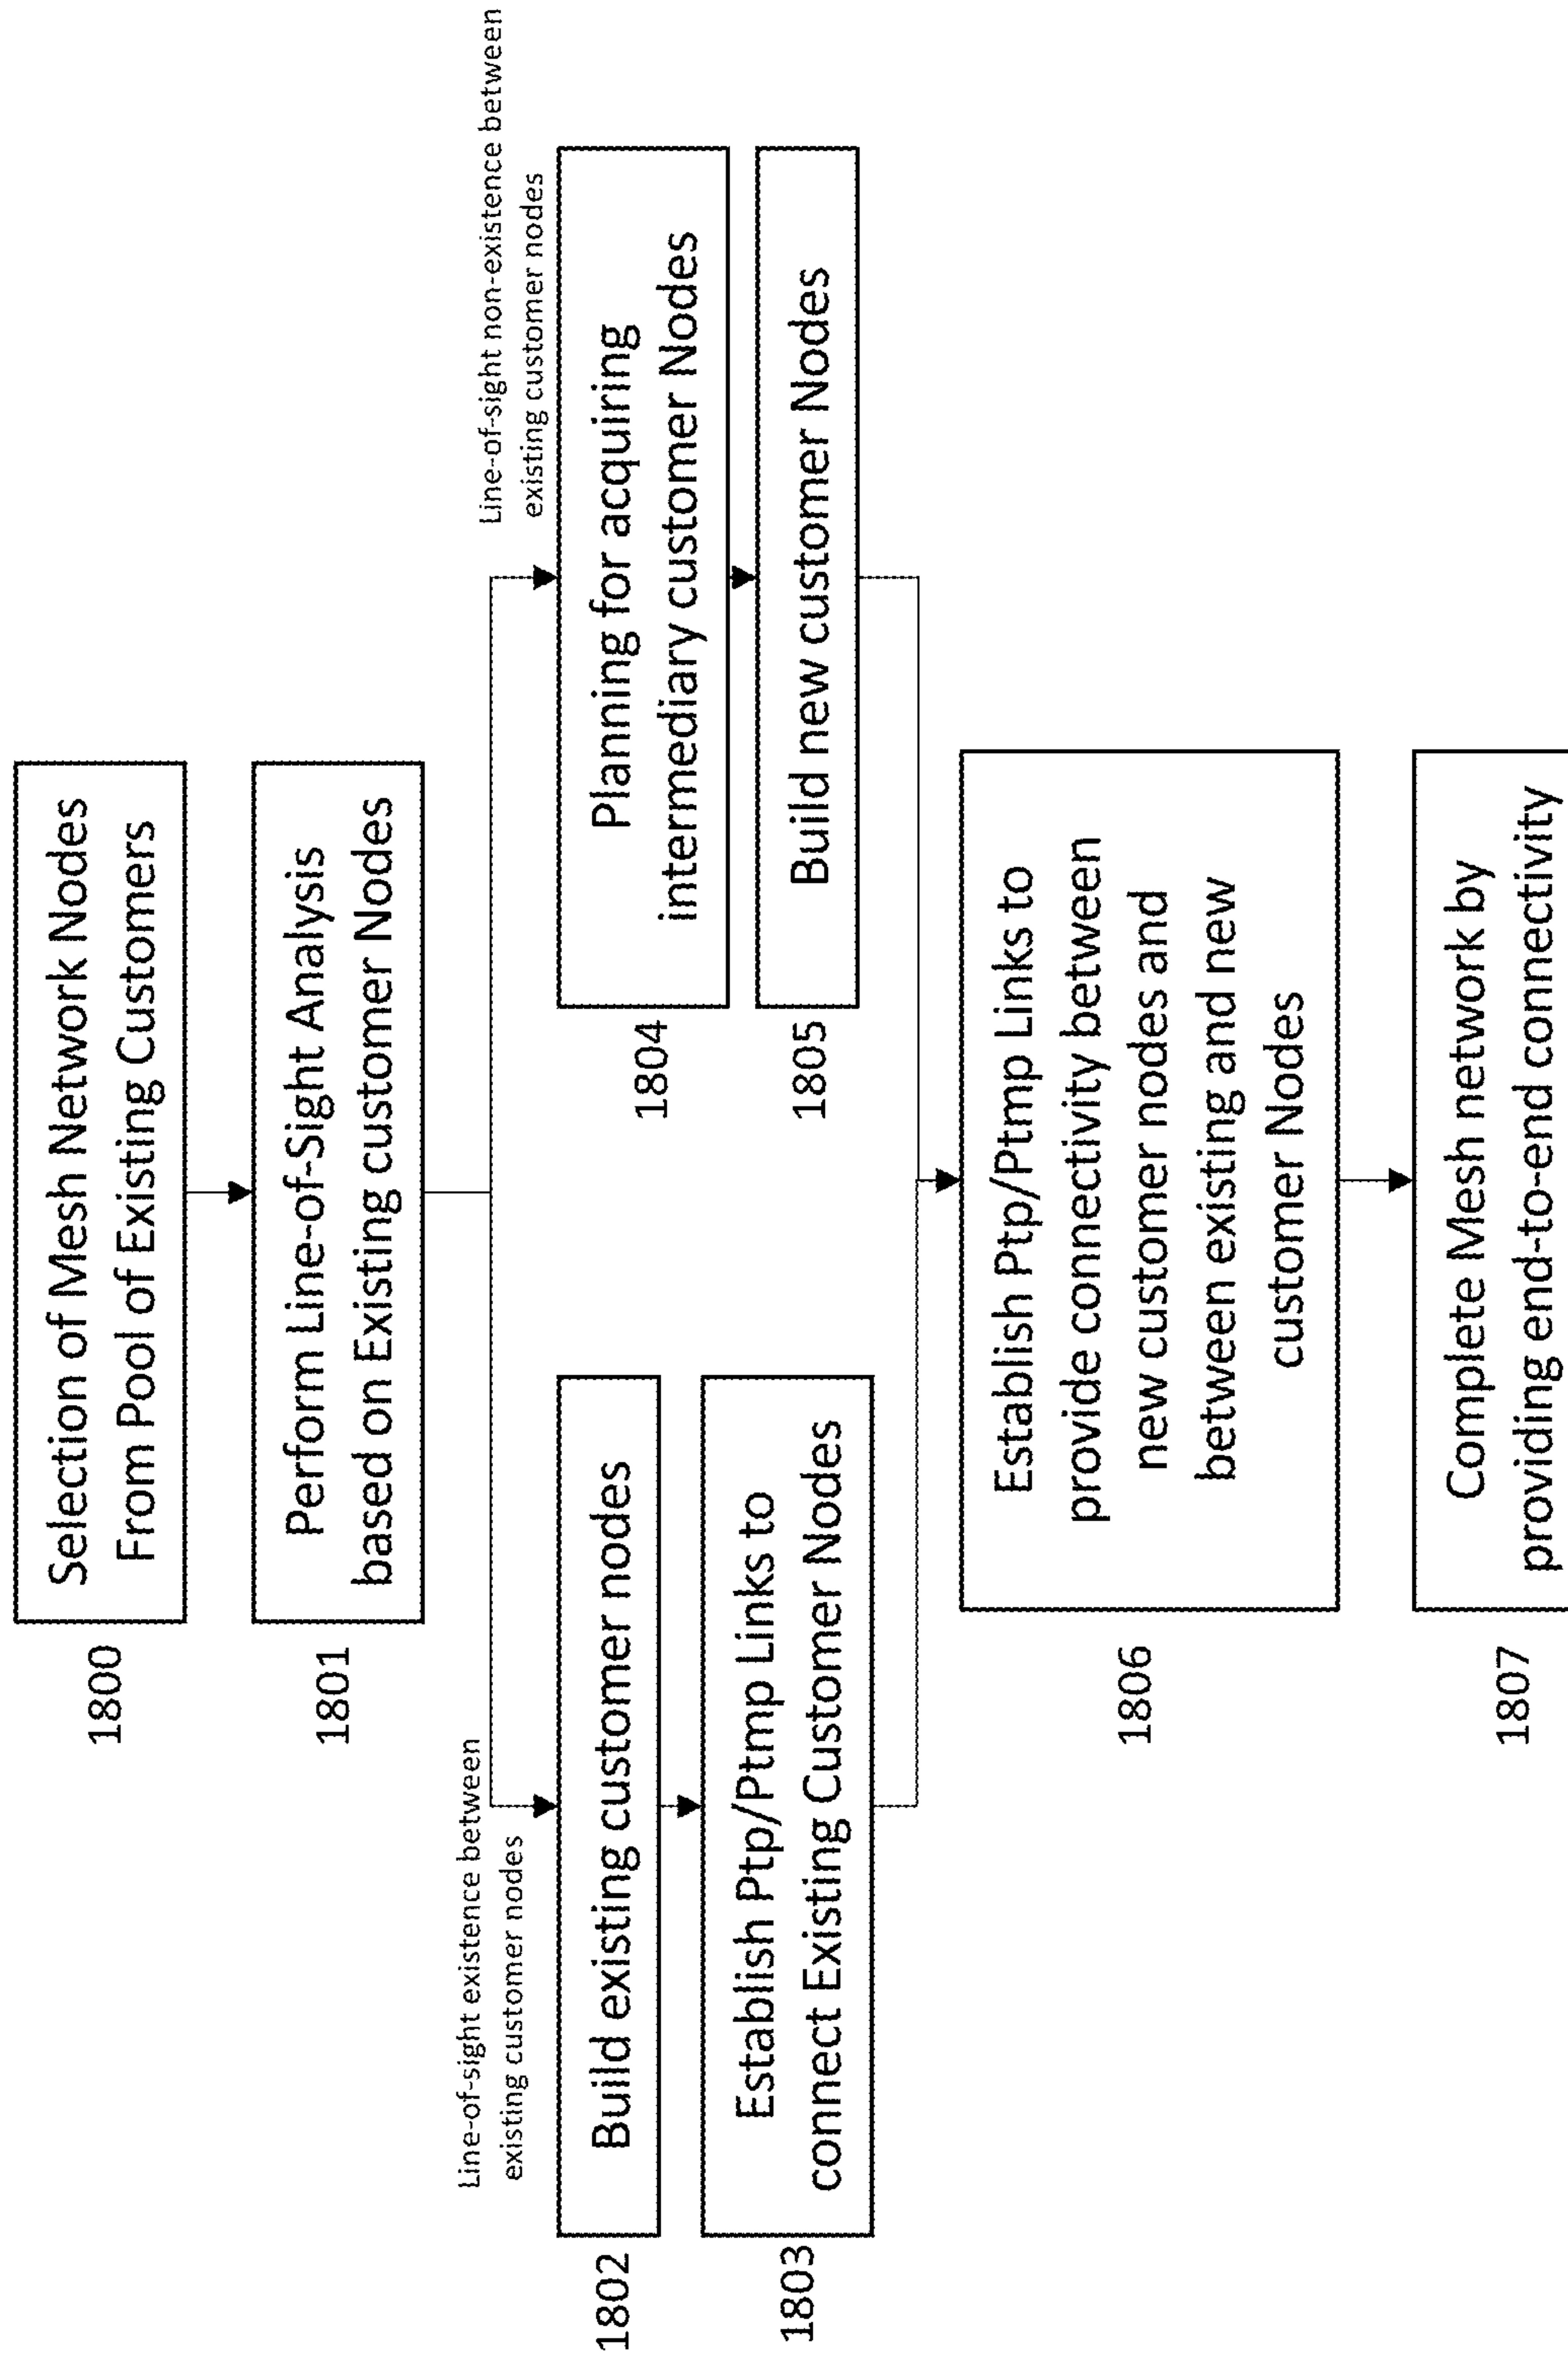 1800
Selection of Mesh Network Nodes
From Pool of Existing Customers
1801
Perform Line-of-Sight Analysis
based on Existing customer Nodes
Line-of-sight existence between
existing customer nodes
Line-of-sight non-existence between
existing customer nodes
1802
Build existing customer nodes
1803
Establish Ptp/Ptmp Links to
connect Existing Customer Nodes
1804
Planning for acquiring
intermediary customer Nodes
1805
Build new customer Nodes
1806
Establish Ptp/Ptmp Links to
provide connectivity between
new customer nodes and
between existing and new
customer Nodes
1807
Complete Mesh network by
providing end-to-end connectivity